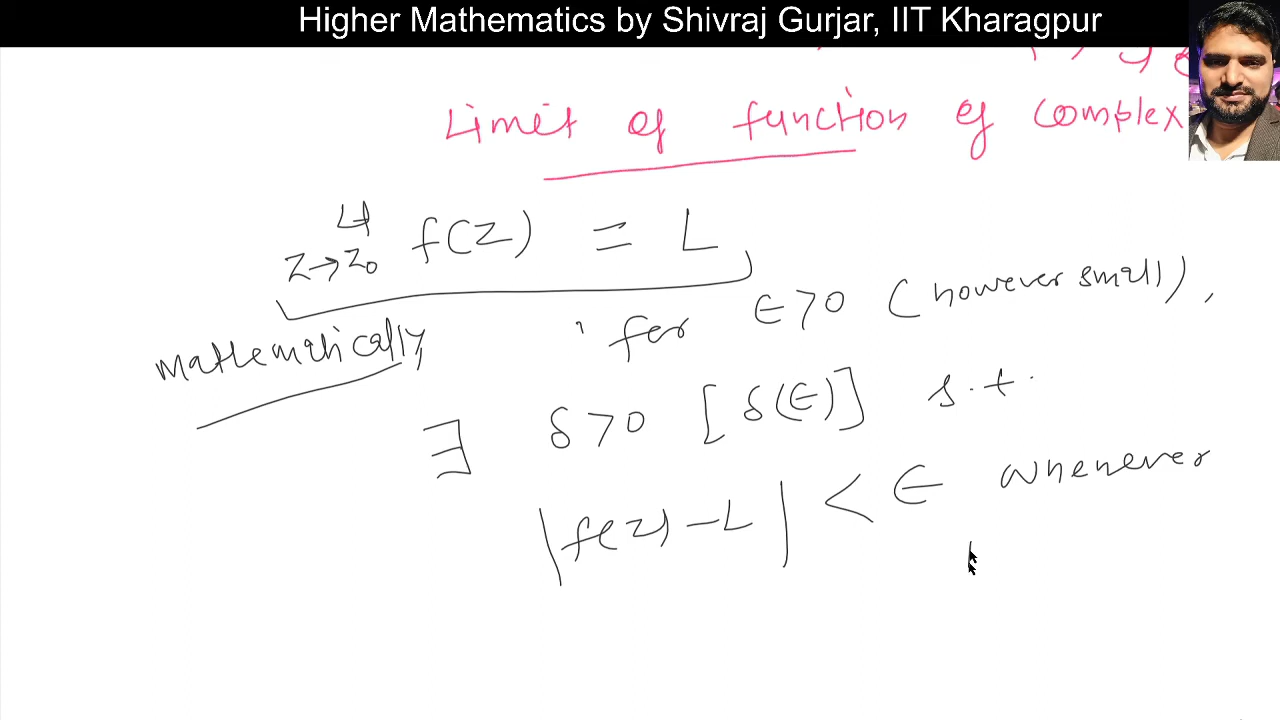 Higher Mathematics by Shivraj Gurjar, IIT Kharagpur
Limit of function of complex
Lt f(z) = L
z→z₀
mathematically for ∈>0 (however small),
∃ δ>0 [δ(∈)] s.t.
|f(z)-L| < ∈ whenever